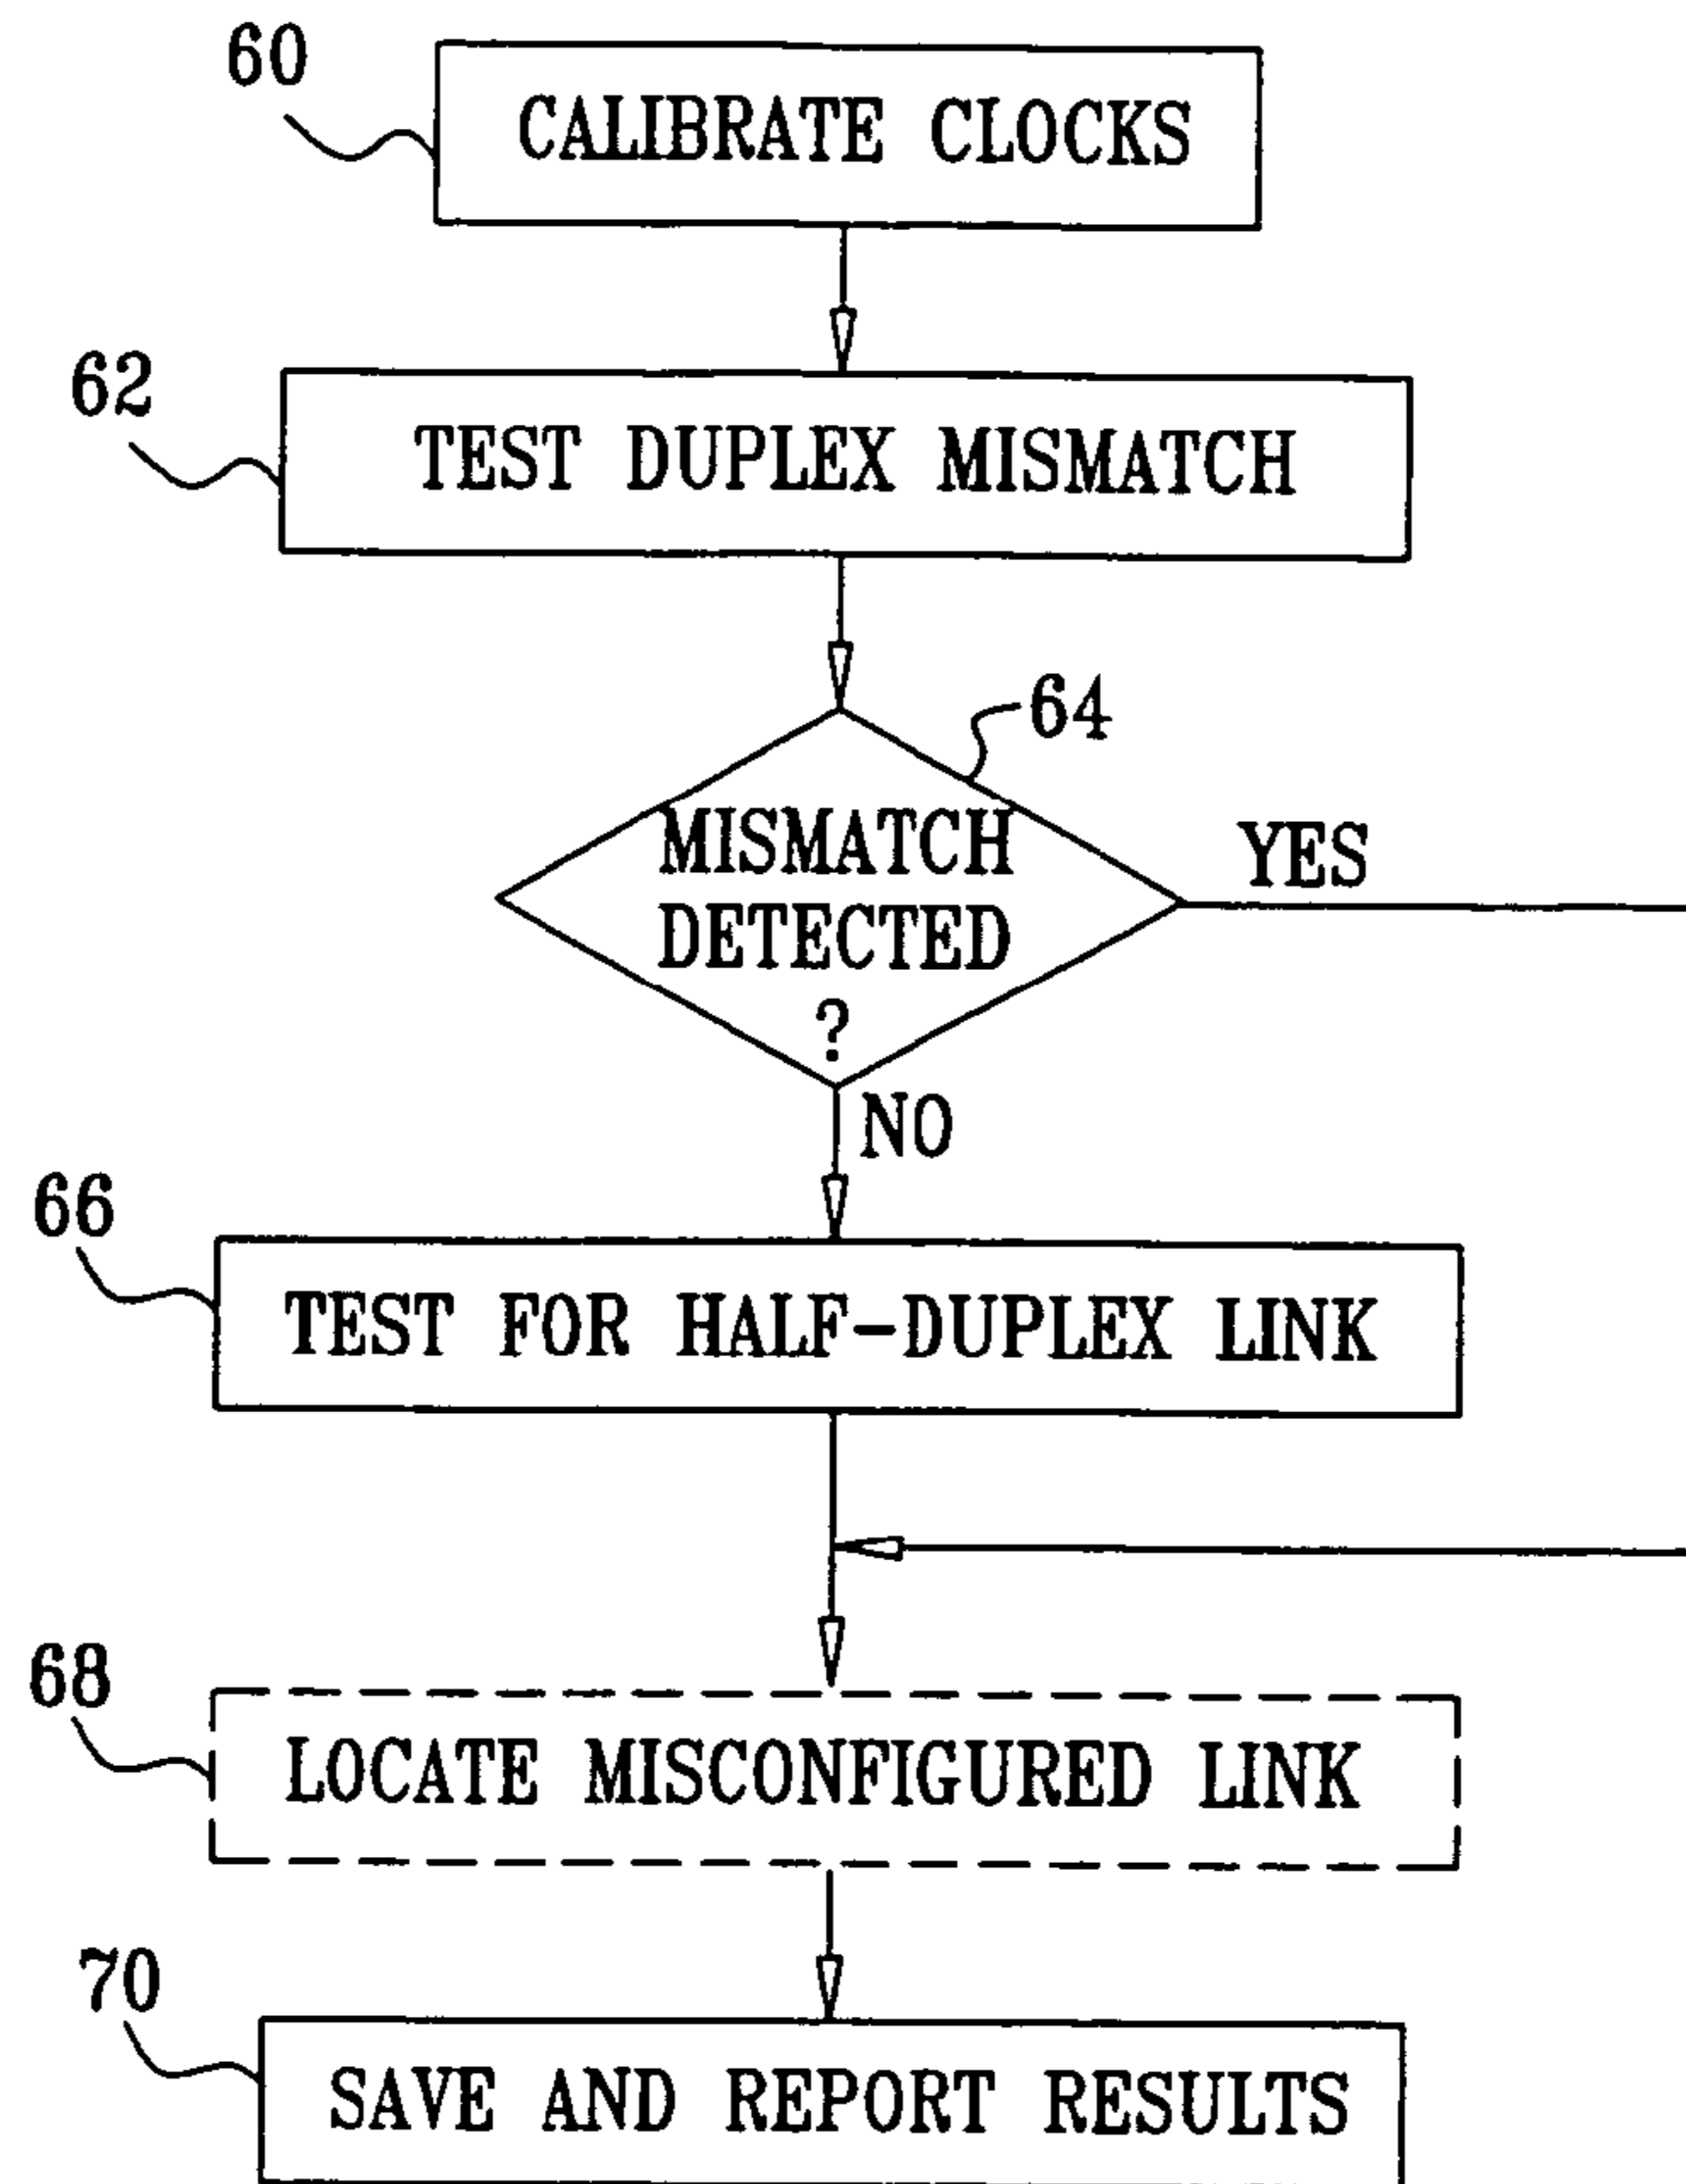 60
CALIBRATE CLOCKS
62
TEST DUPLEX MISMATCH
64
MISMATCH
DETECTED
?
YES
NO
66
TEST FOR HALF-DUPLEX LINK
68
LOCATE MISCONFIGURED LINK
70
SAVE AND REPORT RESULTS